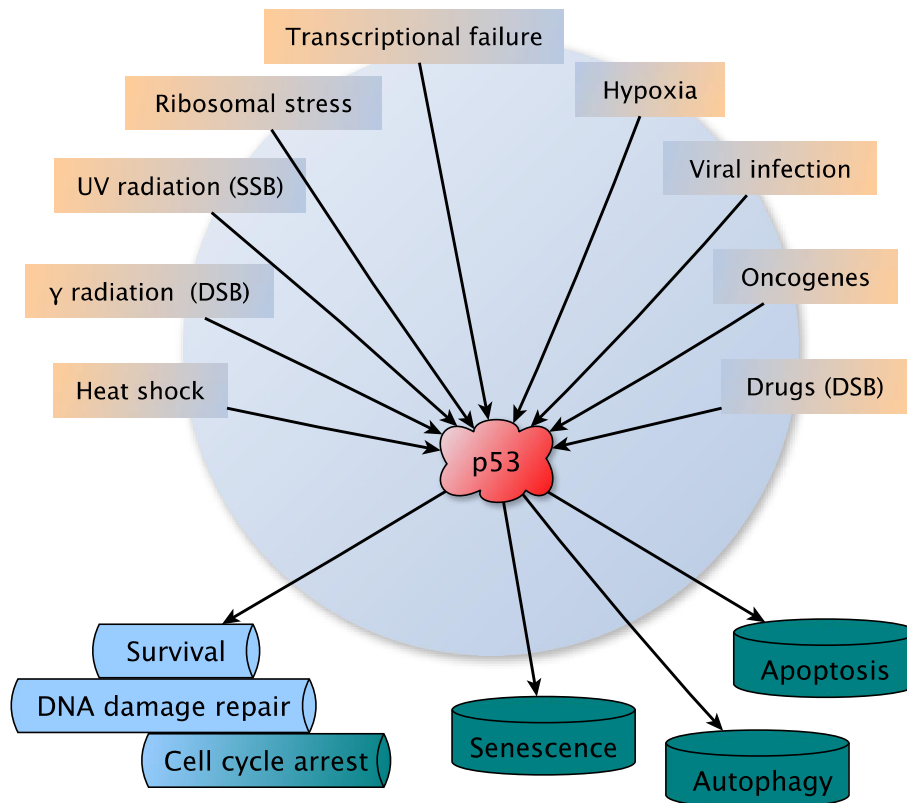 Transcriptional failure
Hypoxia
Ribosomal stress
Viral infection
UV radiation (SSB)
Oncogenes
γ radiation (DSB)
Drugs (DSB)
Heat shock
p53
Survival
Apoptosis
DNA damage repair
Senescence
Cell cycle arrest
Autophagy